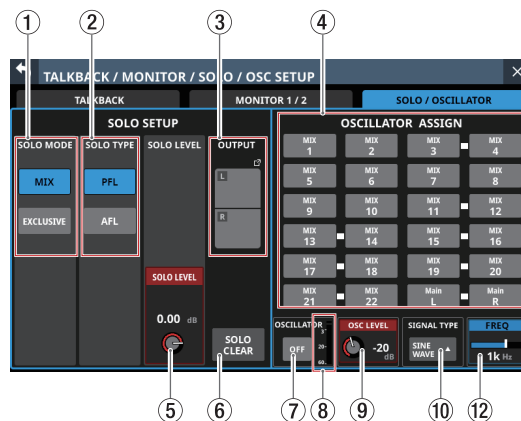 ① ② ③ ④
TALKBACK / MONITOR / SOLO / OSC SETUP ×
TALKBACK MONITOR 1 / 2 SOLO / OSCILLATOR
SOLO SETUP
OSCILLATOR ASSIGN
SOLO MODE SOLO TYPE SOLO LEVEL OUTPUT
MIX PFL
EXCLUSIVE AFL
L
R
SOLO LEVEL
0.00 dB
SOLO
CLEAR
MIX 1 MIX 2 MIX 3 MIX 4
MIX 5 MIX 6 MIX 7 MIX 8
MIX 9 MIX 10 MIX 11 MIX 12
MIX 13 MIX 14 MIX 15 MIX 16
MIX 17 MIX 18 MIX 19 MIX 20
MIX 21 MIX 22 Main L Main R
OSCILLATOR OSC LEVEL SIGNAL TYPE FREQ
OFF
3-
20-
60-
-20
dB
SINE
WAVE
1k Hz
⑤ ⑥ ⑦ ⑧ ⑨ ⑩ ⑫